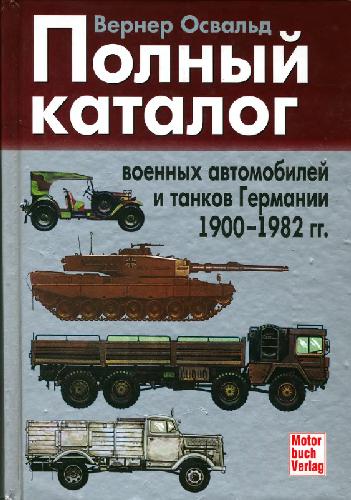 Вернер Освальд
Полный
каталог
военных автомобилей
и танков Германии
1900-1982 гг.
Motor
buch
Verlag